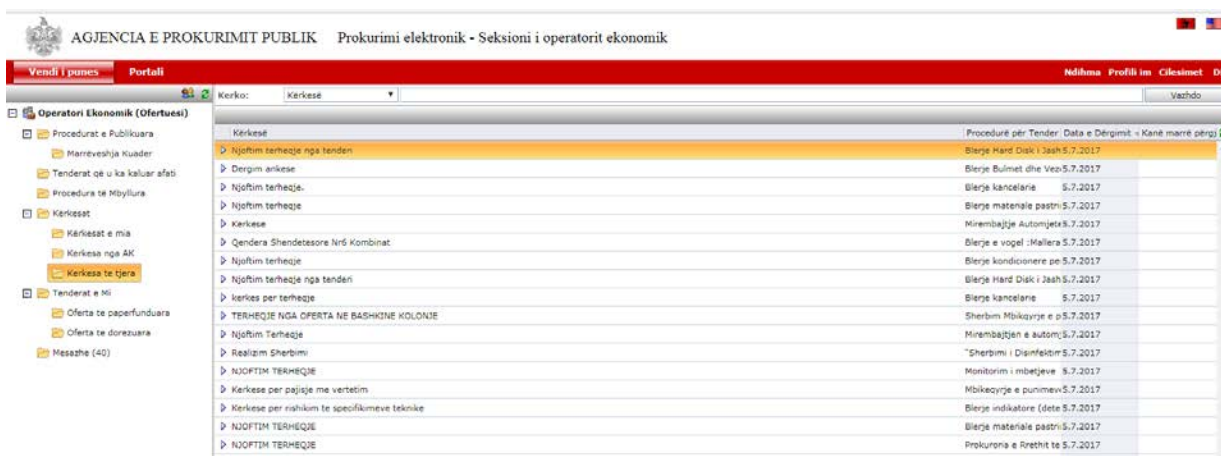 AGJENCIA E PROKURIMIT PUBLIK Prokurimi elektronik - Seksioni i operatorit ekonomik
Vendi i punes Portali Ndihma Profili im Cilesimet D
Kerko: Kerkesë Vazhdo
Operatori Ekonomik (Ofertuesi)
Procedurat e Publikuara
Marrëveshja Kuader
Tenderat që u ka kaluar afati
Procedura të Mbyllura
Kerkesat
Kërkesat e mia
Kerkesa nga AK
Kerkesa te tjera
Tenderat e Mi
Oferta te paperfunduara
Oferta te dorezuara
Mesazhe (40)
Kërkesë Procedurë për Tender Data e Dërgimit Kanë marrë përgj
Njoftim terheqje nga tenderi Blerje Hard Disk i Jash 5.7.2017
Dergim ankese Blerje Bulmet dhe Vez 5.7.2017
Njoftim terheqje. Blerje kancelarie 5.7.2017
Njoftim terheqje Blerje materiale pastri 5.7.2017
Kerkese Mirembajtje Automjete 5.7.2017
Qendera Shendetesore Nr6 Kombinat Blerje e vogel :Mallera 5.7.2017
Njoftim terheqje Blerje kondicionere pe 5.7.2017
Njoftim terheqje nga tenderi Blerje Hard Disk i Jash 5.7.2017
kerkes per terheqje Blerje kancelarie 5.7.2017
TERHEQJE NGA OFERTA NE BASHKINE KOLONJE Sherbim Mbikqyrje e p 5.7.2017
Njoftim Terheqje Mirembajtjen e automj 5.7.2017
Realizim Sherbimi "Sherbimi i Disinfektim 5.7.2017
NJOFTIM TERHEQJE Monitorim i mbetjeve 5.7.2017
Kerkese per pajisje me vertetim Mbikeqyrje e punimev 5.7.2017
Kerkese per rishikim te specifikimeve teknike Blerje indikatore (dete 5.7.2017
NJOFTIM TERHEQJE Blerje materiale pastri 5.7.2017
NJOFTIM TERHEQJE Prokuroria e Rrethit te 5.7.2017